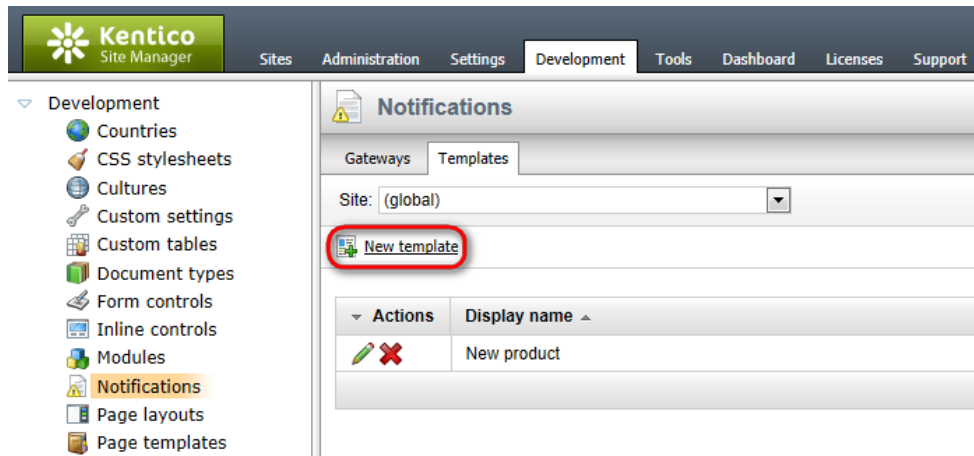 Kentico
Site Manager
Sites Administration Settings Development Tools Dashboard Licenses Support
Development
Countries
CSS stylesheets
Cultures
Custom settings
Custom tables
Document types
Form controls
Inline controls
Modules
Notifications
Page layouts
Page templates
Notifications
Gateways Templates
Site: (global)
New template
Actions Display name
New product